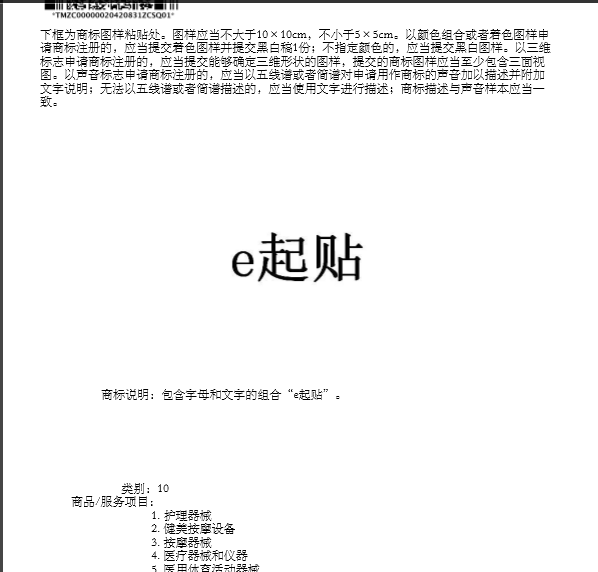 *TMZC00000020420831ZCSQ01*
下框为商标图样粘贴处。图样应当不大于10×10cm，不小于5×5cm。以颜色组合或者着色图样申
请商标注册的，应当提交着色图样并提交黑白稿1份；不指定颜色的，应当提交黑白图样。以三维
标志申请商标注册的，应当提交能够确定三维形状的图样，提交的商标图样应当至少包含三面视
图。以声音标志申请商标注册的，应当以五线谱或者简谱对申请用作商标的声音加以描述并附加
文字说明；无法以五线谱或者简谱描述的，应当使用文字进行描述；商标描述与声音样本应当一
致。
e起贴
商标说明：包含字母和文字的组合“e起贴”。
类别：10
商品/服务项目：
1. 护理器械
2. 健美按摩设备
3. 按摩器械
4. 医疗器械和仪器
5. 医用体育活动器械